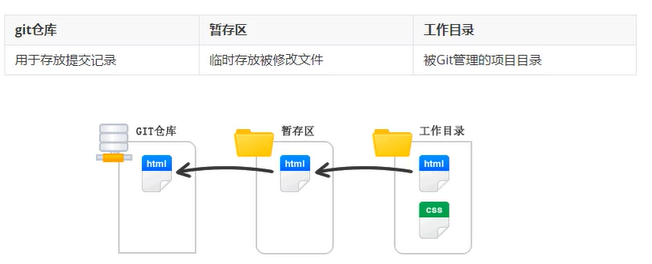 git仓库 暂存区 工作目录
用于存放提交记录 临时存放被修改文件 被Git管理的项目目录
GIT仓库 暂存区 工作目录
html html html
css